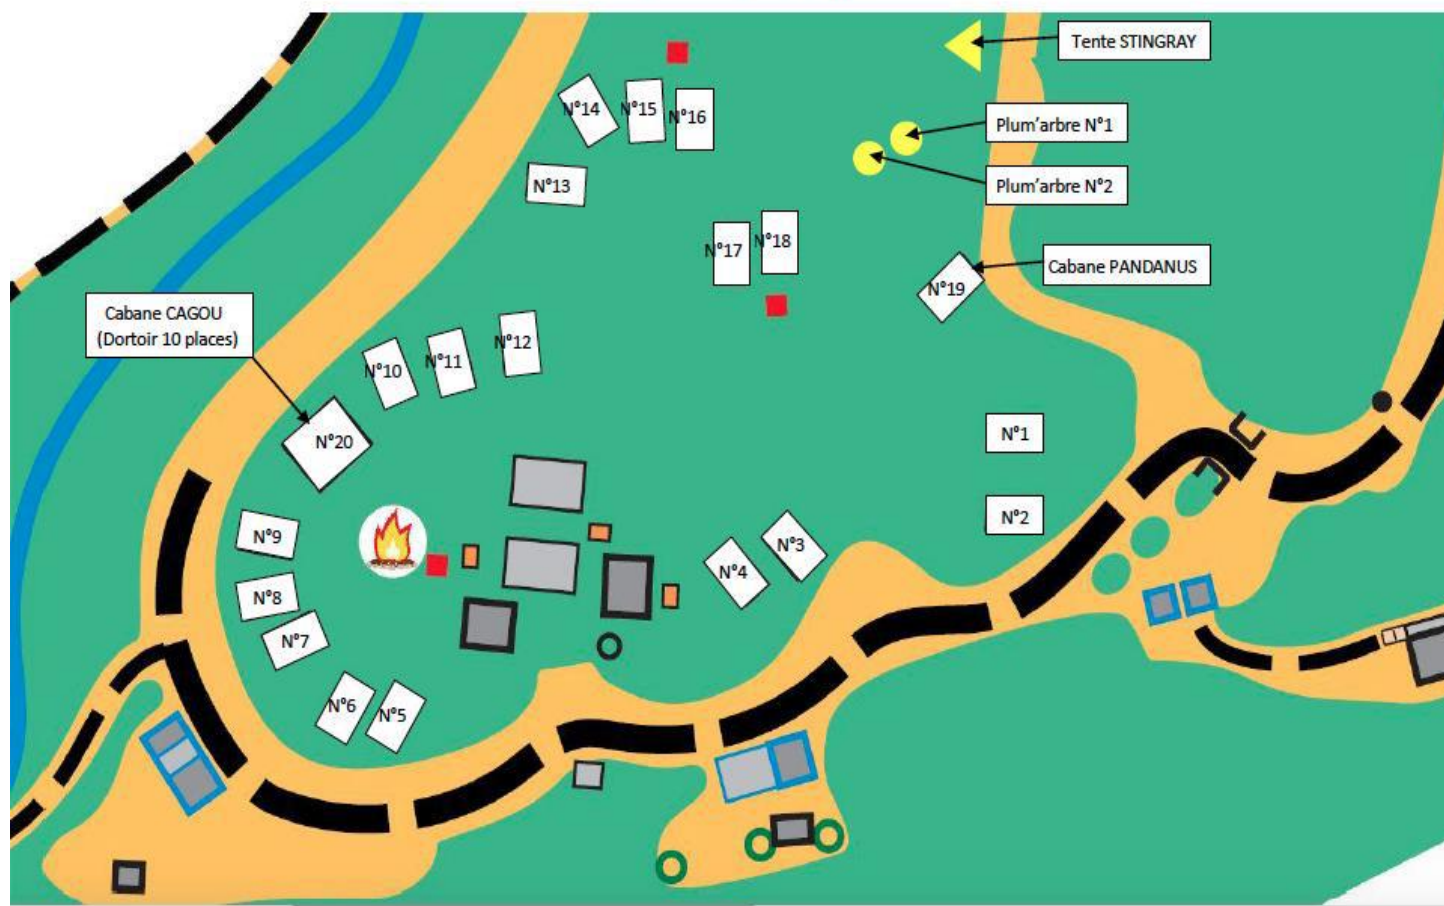 Tente STINGRAY
N°14
N°15
N°16
Plum'arbre N°1
Plum'arbre N°2
N°13
N°17
N°18
Cabane PANDANUS
N°19
Cabane CAGOU
(Dortoir 10 places)
N°10
N°11
N°12
N°20
N°1
N°2
N°9
N°3
N°4
N°8
N°7
N°6
N°5